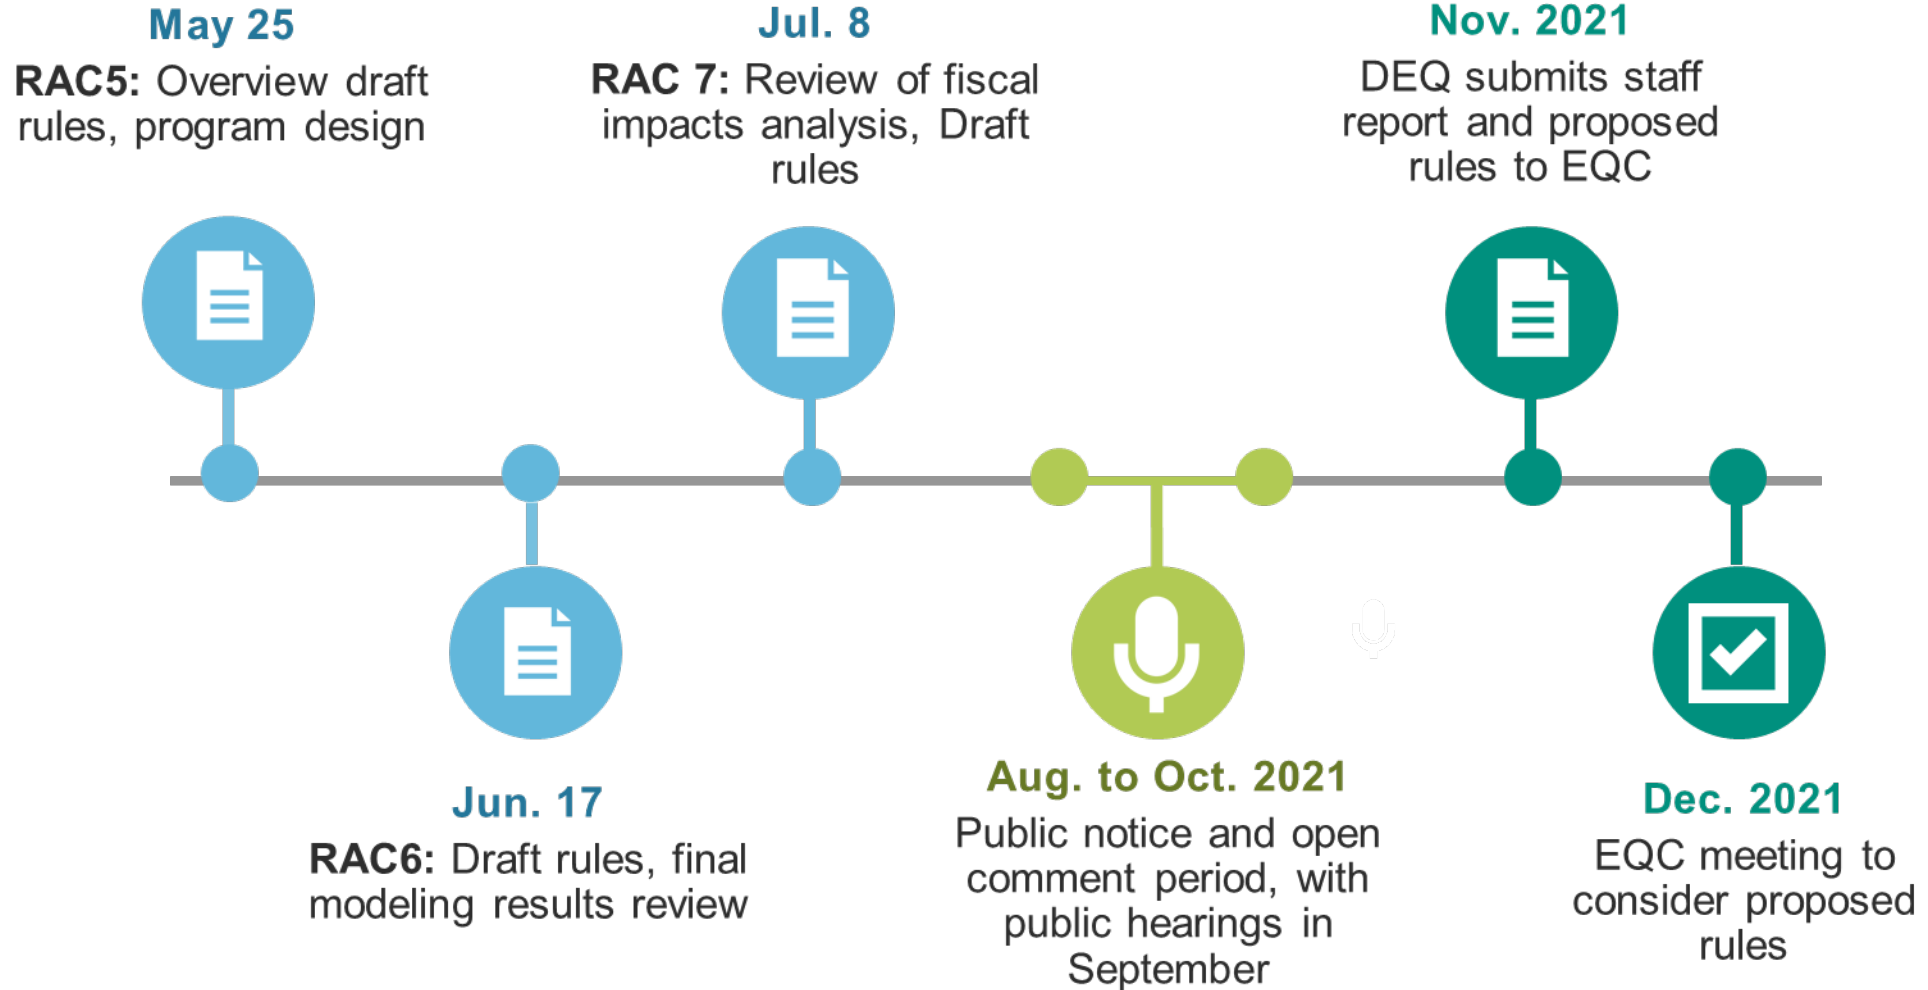 May 25
RAC5: Overview draft
rules, program design
Jun. 17
RAC6: Draft rules, final
modeling results review
Jul. 8
RAC 7: Review of fiscal
impacts analysis, Draft
rules
Aug. to Oct. 2021
Public notice and open
comment period, with
public hearings in
September
Nov. 2021
DEQ submits staff
report and proposed
rules to EQC
Dec. 2021
EQC meeting to
consider proposed
rules